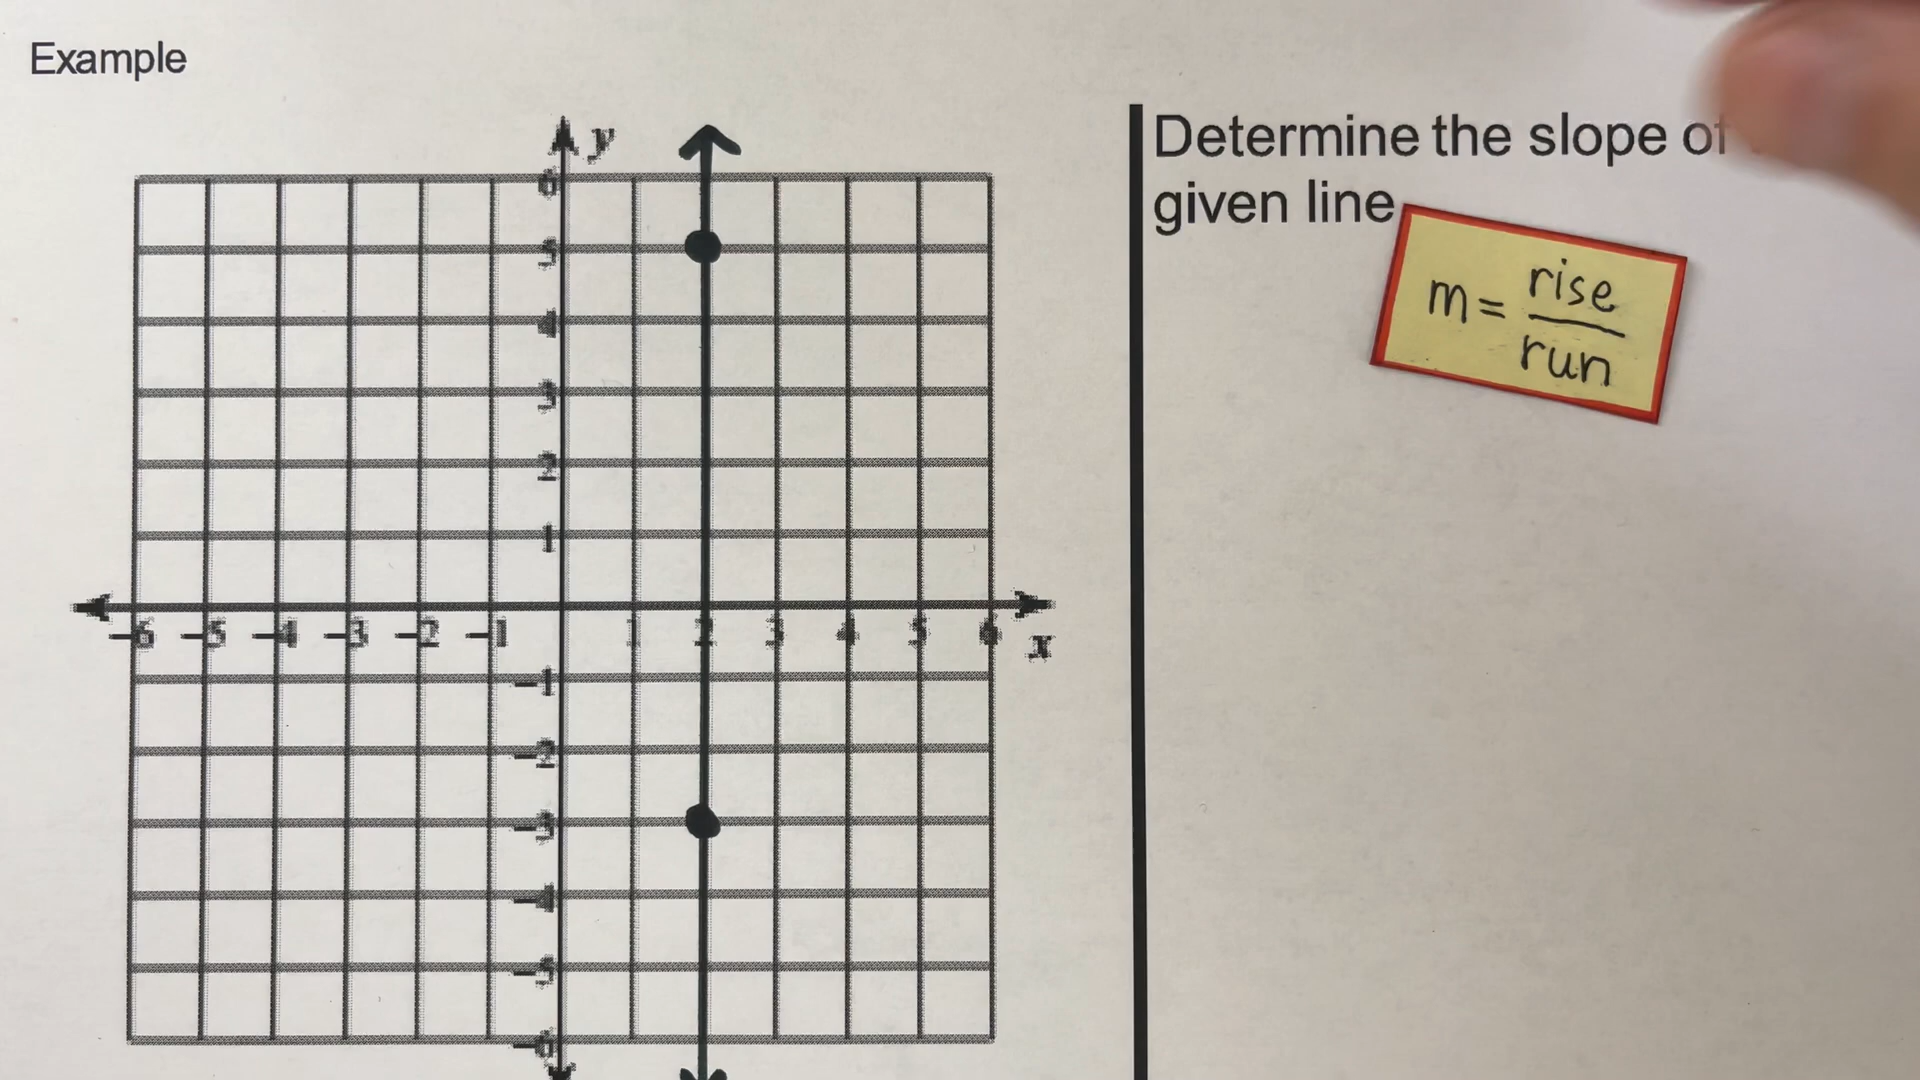 Example
Determine the slope of
given line
m = rise
run
y
6
5
4
3
2
1
-6 -5 -4 -3 -2 -1 1 2 3 4 5 6
x
-1
-2
-3
-4
-5
-6